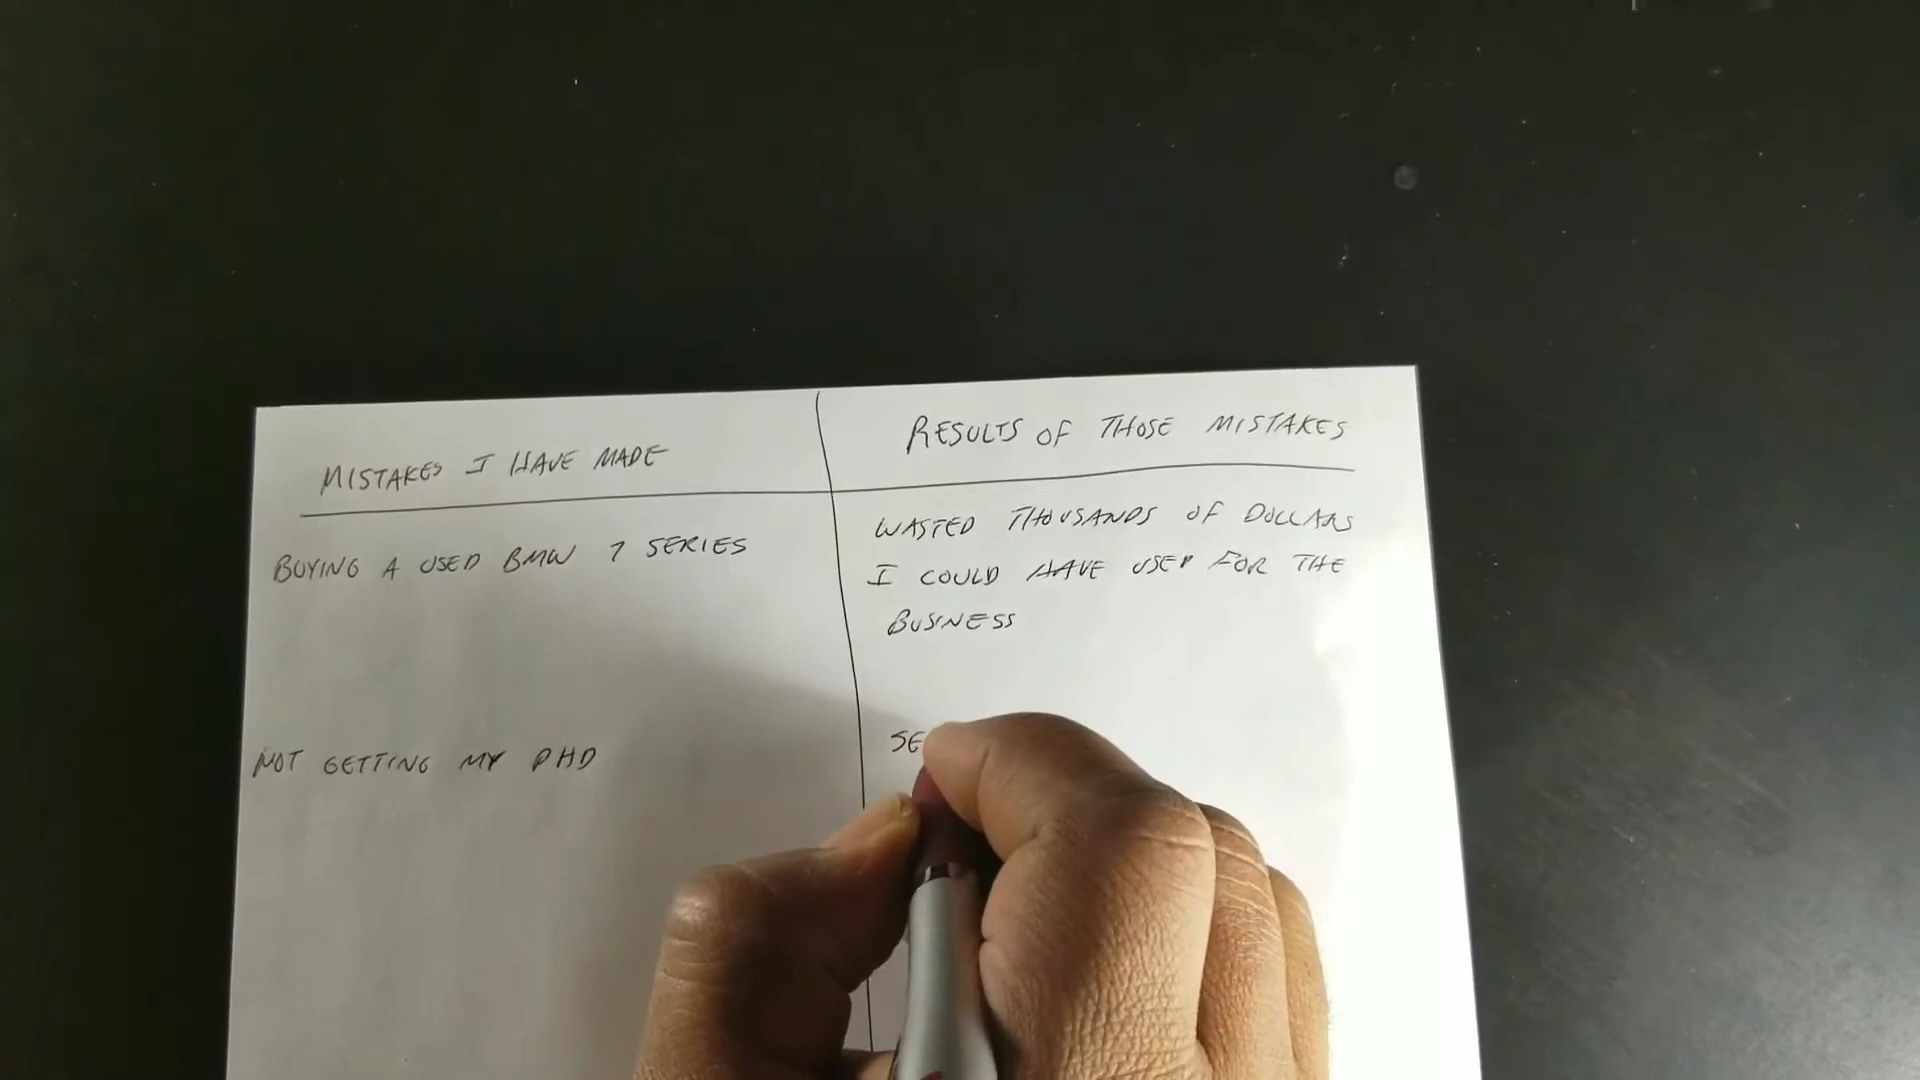 MISTAKES I HAVE MADE
RESULTS OF THOSE MISTAKES
BUYING A USED BMW 7 SERIES
WASTED THOUSANDS OF DOLLARS
I COULD HAVE USED FOR THE
BUSINESS
NOT GETTING MY PHD
SE